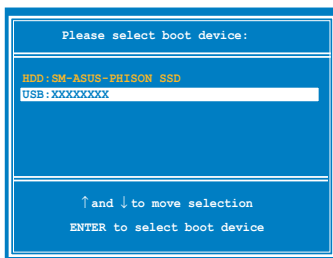 Please select boot device:
HDD:SM-ASUS-PHISON SSD
USB:XXXXXXXX
↑and ↓to move selection
ENTER to select boot device